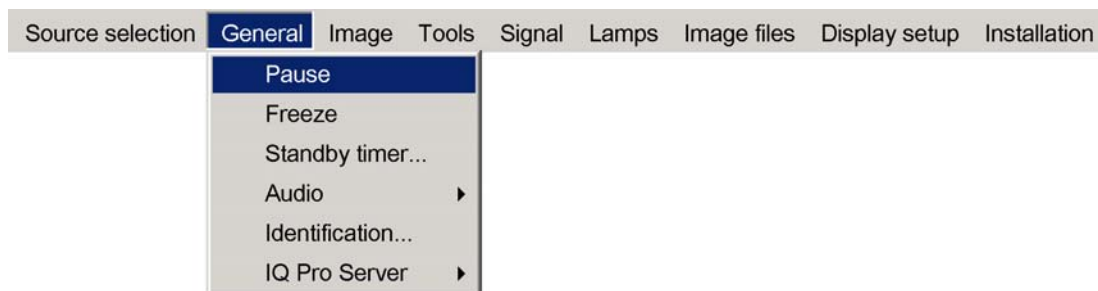 Source selection General Image Tools Signal Lamps Image files Display setup Installation
Pause
Freeze
Standby timer...
Audio
Identification...
IQ Pro Server